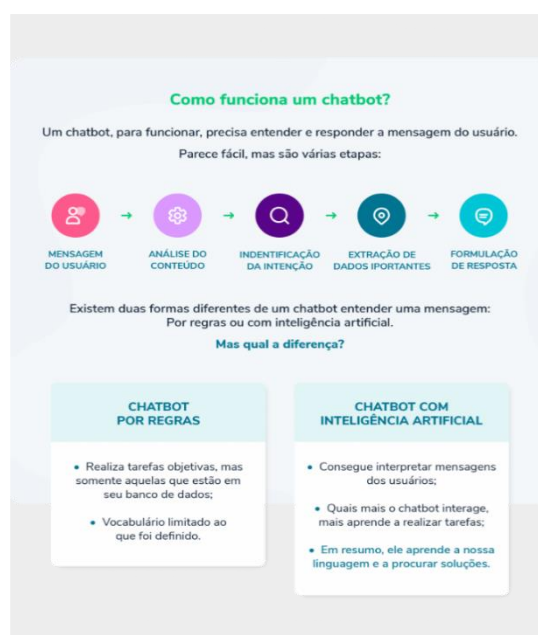 Como funciona um chatbot?
Um chatbot, para funcionar, precisa entender e responder a mensagem do usuário.
Parece fácil, mas são várias etapas:
MENSAGEM
DO USUÁRIO
ANÁLISE DO
CONTEÚDO
INDENTIFICAÇÃO
DA INTENÇÃO
EXTRAÇÃO DE
DADOS IPORTANTES
FORMULAÇÃO
DE RESPOSTA
Existem duas formas diferentes de um chatbot entender uma mensagem:
Por regras ou com inteligência artificial.
Mas qual a diferença?
CHATBOT
POR REGRAS
• Realiza tarefas objetivas, mas
somente aquelas que estão em
seu banco de dados;
• Vocabulário limitado ao
que foi definido.
CHATBOT COM
INTELIGÊNCIA ARTIFICIAL
• Consegue interpretar mensagens
dos usuários;
• Quais mais o chatbot interage,
mais aprende a realizar tarefas;
• Em resumo, ele aprende a nossa
linguagem e a procurar soluções.